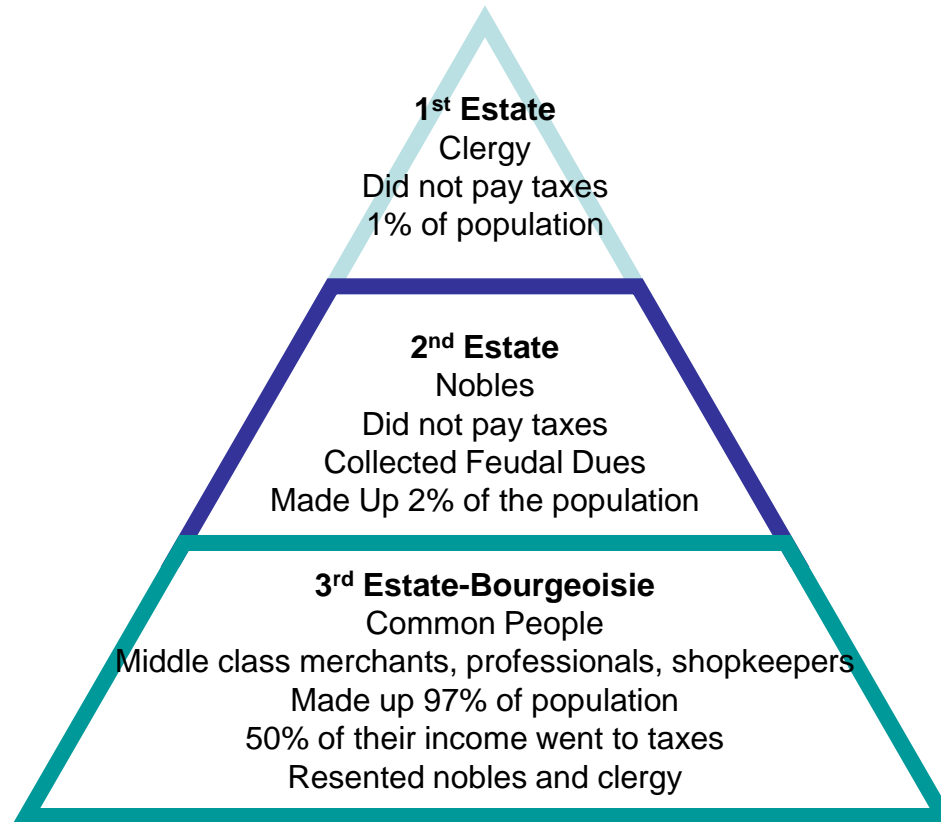 1st Estate
Clergy
Did not pay taxes
1% of population
2nd Estate
Nobles
Did not pay taxes
Collected Feudal Dues
Made Up 2% of the population
3rd Estate-Bourgeoisie
Common People
Middle class merchants, professionals, shopkeepers
Made up 97% of population
50% of their income went to taxes
Resented nobles and clergy